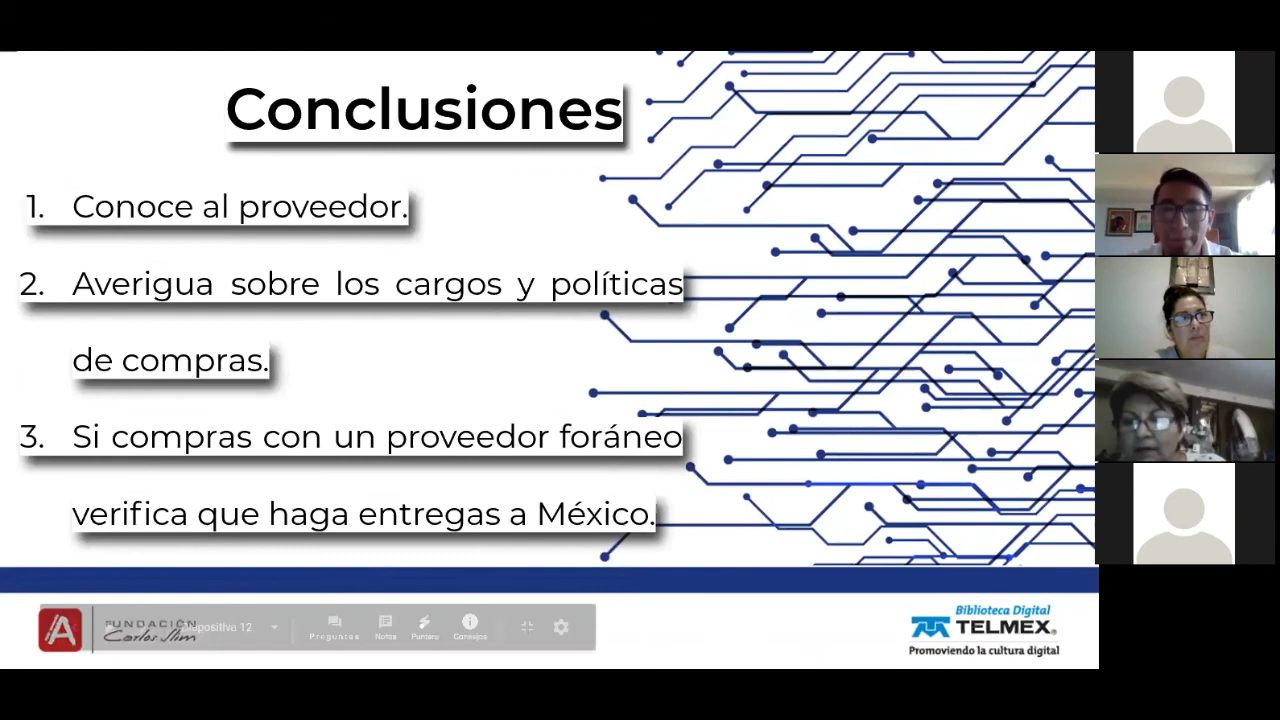 Conclusiones
1. Conoce al proveedor.
2. Averigua sobre los cargos y políticas
de compras.
3. Si compras con un proveedor foráneo
verifica que haga entregas a México.
FUNDACIÓN
Carlos Slim
Diapositiva 12
Preguntas
Notas
Puntero
Consejos
Biblioteca Digital
TELMEX®
Promoviendo la cultura digital